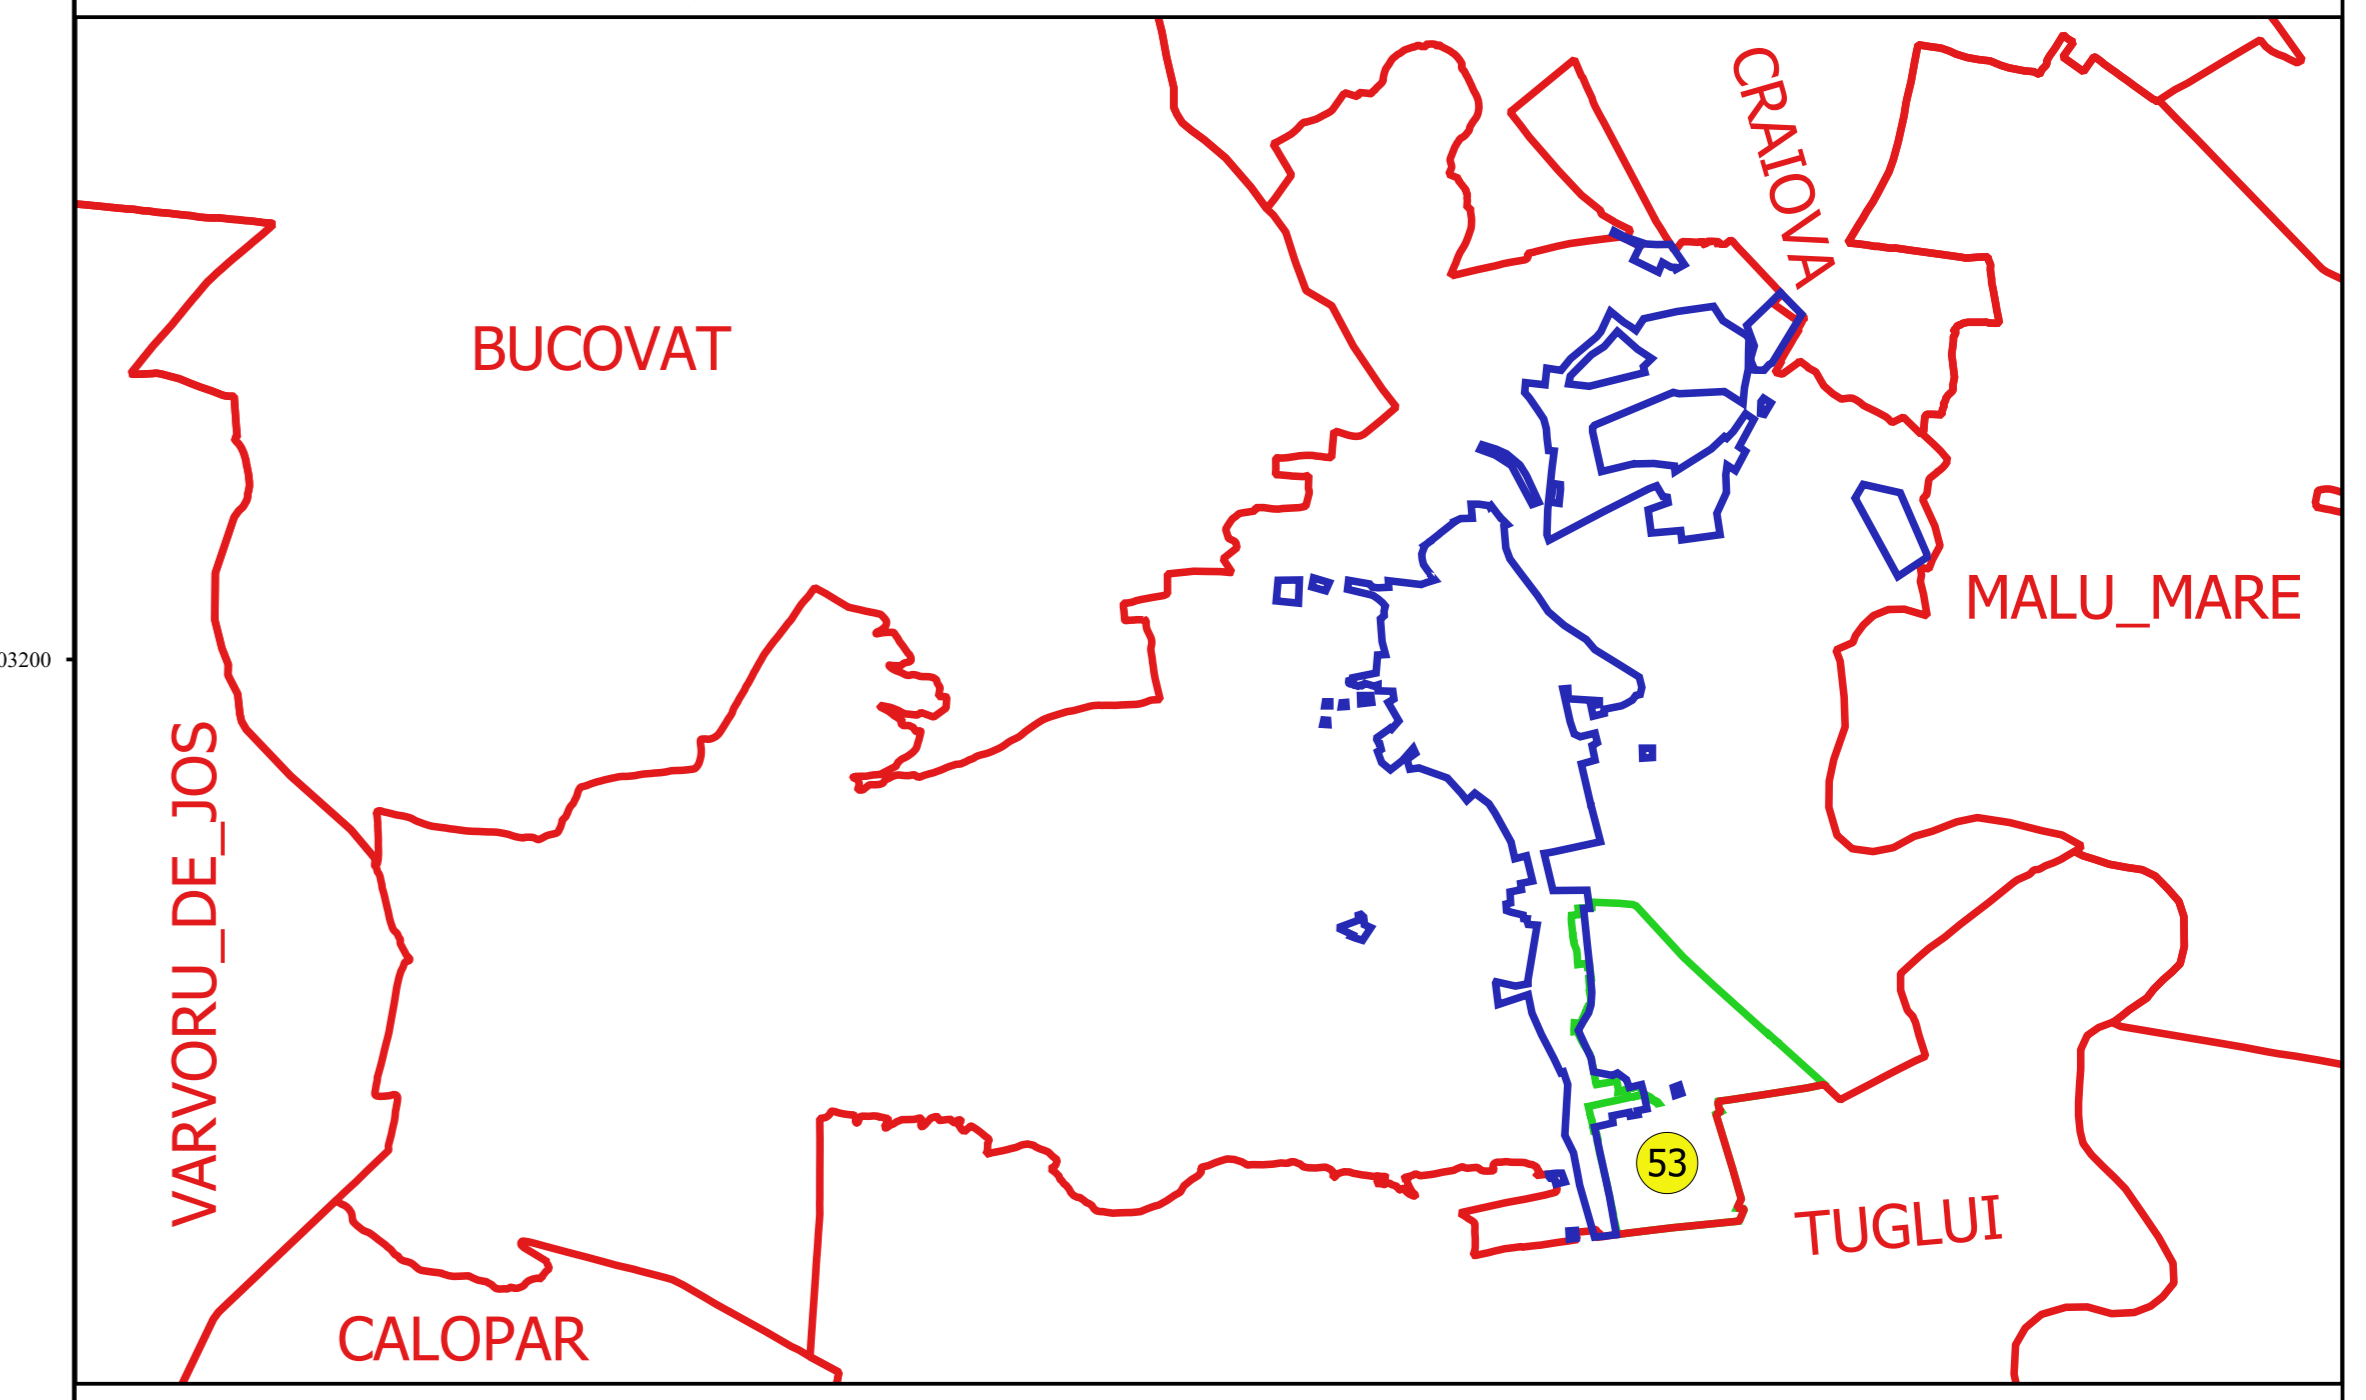 CRAIOVA
BUCOVAT
MALU_MARE
03200
VARVORU_DE_JOS
53
TUGLUI
CALOPAR